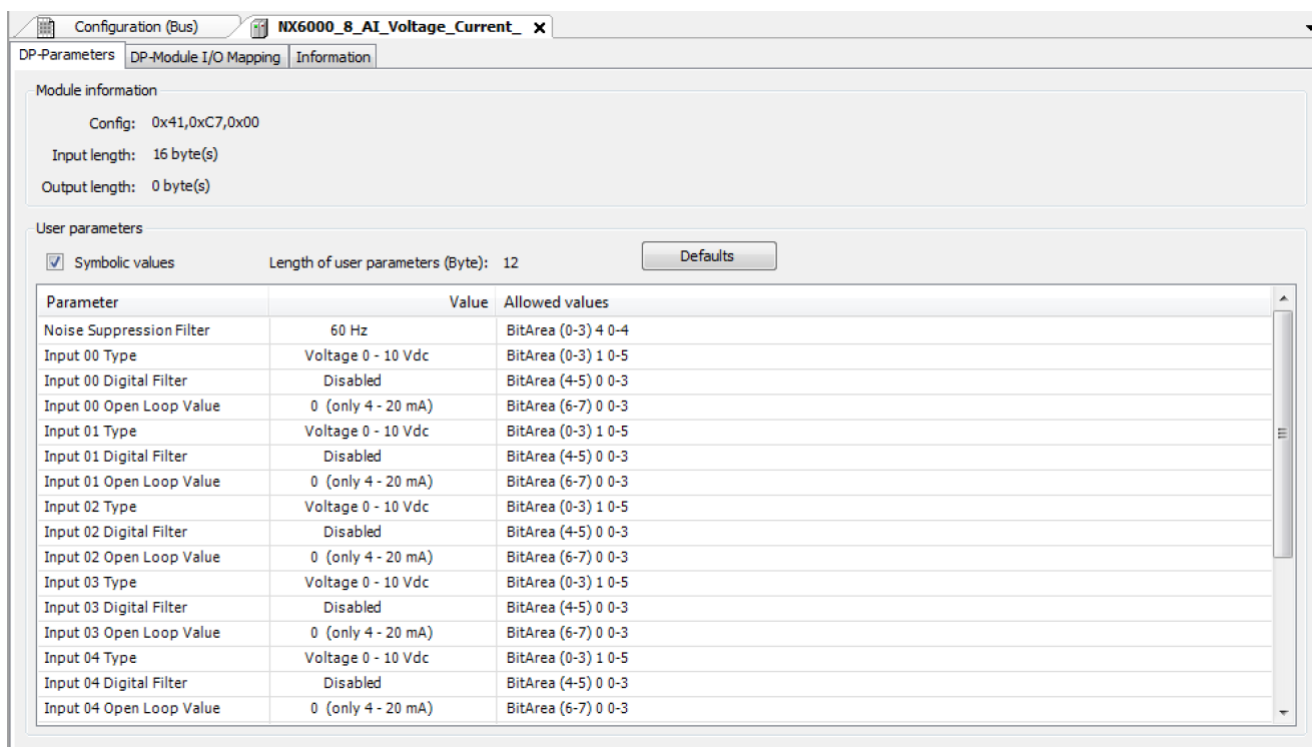 Configuration (Bus) NX6000_8_AI_Voltage_Current_ X
DP-Parameters DP-Module I/O Mapping Information
Module information
Config: 0x41,0xC7,0x00
Input length: 16 byte(s)
Output length: 0 byte(s)
User parameters
Symbolic values Length of user parameters (Byte): 12 Defaults
Parameter Value Allowed values
Noise Suppression Filter 60 Hz BitArea (0-3) 4 0-4
Input 00 Type Voltage 0 - 10 Vdc BitArea (0-3) 1 0-5
Input 00 Digital Filter Disabled BitArea (4-5) 0 0-3
Input 00 Open Loop Value 0 (only 4 - 20 mA) BitArea (6-7) 0 0-3
Input 01 Type Voltage 0 - 10 Vdc BitArea (0-3) 1 0-5
Input 01 Digital Filter Disabled BitArea (4-5) 0 0-3
Input 01 Open Loop Value 0 (only 4 - 20 mA) BitArea (6-7) 0 0-3
Input 02 Type Voltage 0 - 10 Vdc BitArea (0-3) 1 0-5
Input 02 Digital Filter Disabled BitArea (4-5) 0 0-3
Input 02 Open Loop Value 0 (only 4 - 20 mA) BitArea (6-7) 0 0-3
Input 03 Type Voltage 0 - 10 Vdc BitArea (0-3) 1 0-5
Input 03 Digital Filter Disabled BitArea (4-5) 0 0-3
Input 03 Open Loop Value 0 (only 4 - 20 mA) BitArea (6-7) 0 0-3
Input 04 Type Voltage 0 - 10 Vdc BitArea (0-3) 1 0-5
Input 04 Digital Filter Disabled BitArea (4-5) 0 0-3
Input 04 Open Loop Value 0 (only 4 - 20 mA) BitArea (6-7) 0 0-3